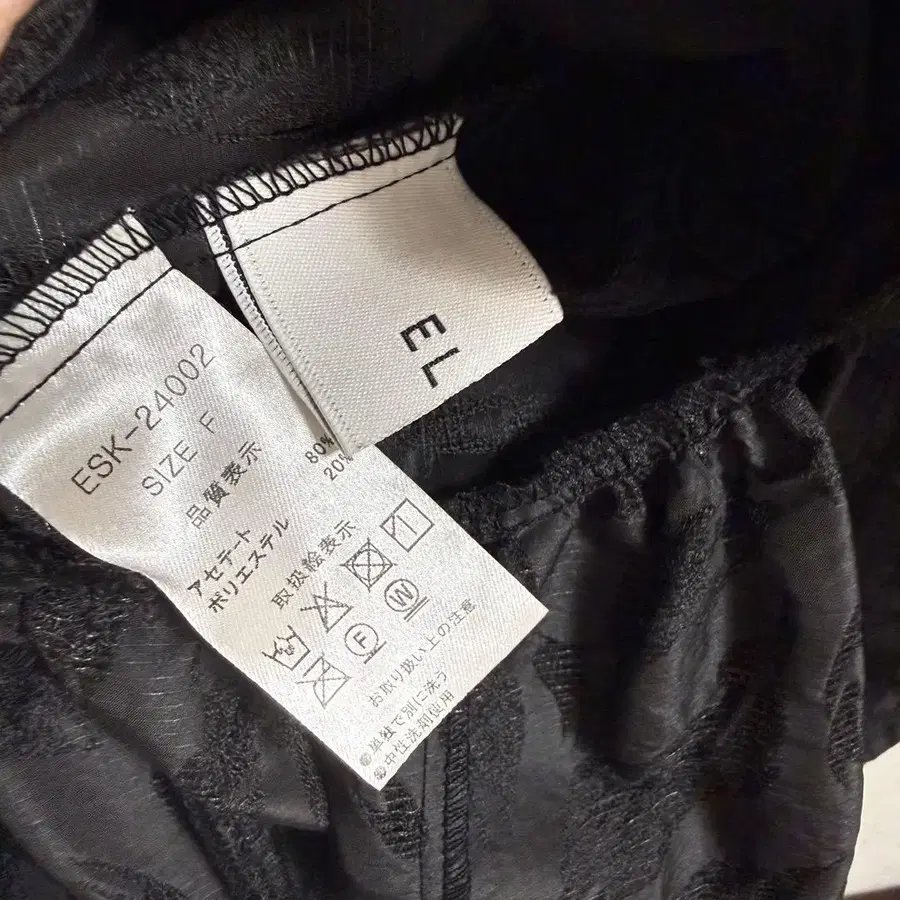 EL
ESK-24002
SIZE F
品質表示
アセテート 80%
ポリエステル 20%
取扱絵表示
F W
お取り扱い上の注意
●単独で別に洗う
●中性洗剤使用